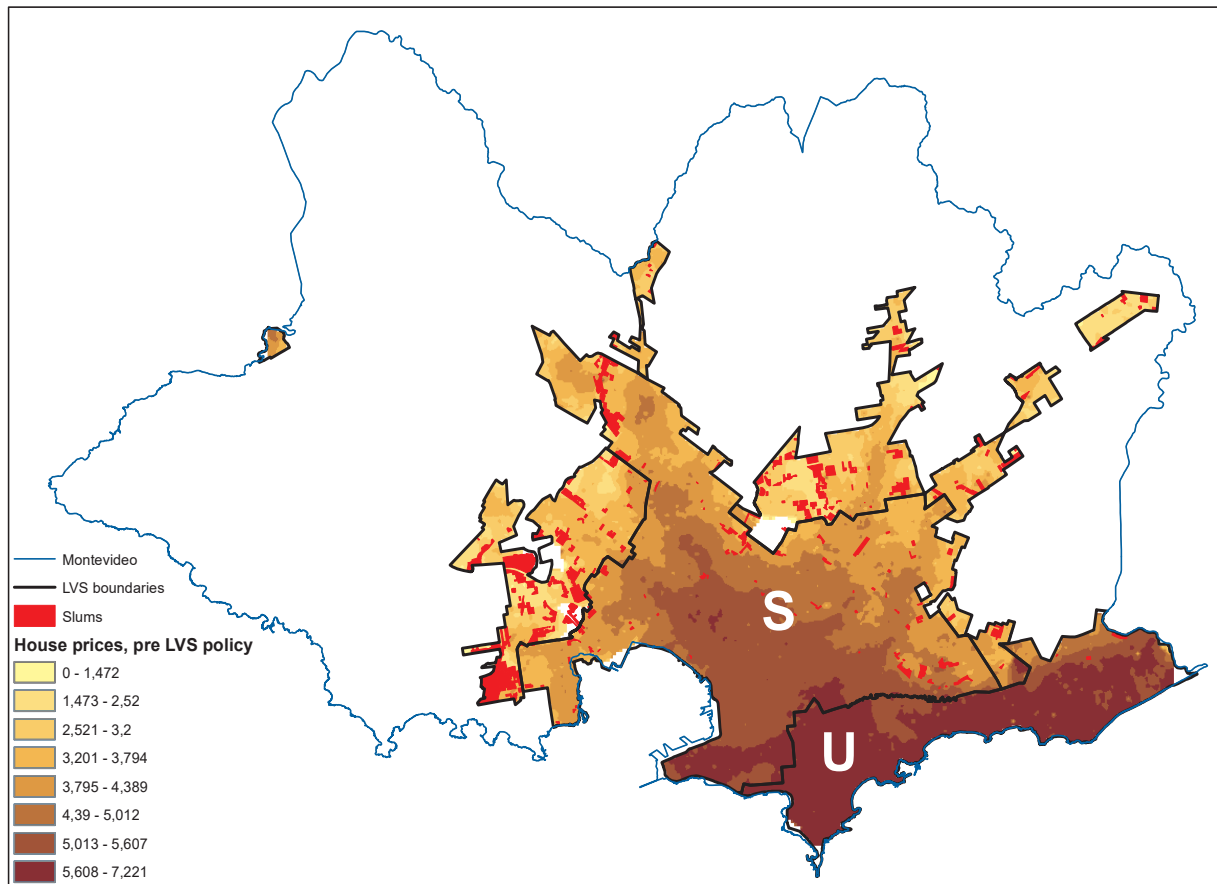 S
U
Montevideo
LVS boundaries
Slums
House prices, pre LVS policy
0 - 1,472
1,473 - 2,52
2,521 - 3,2
3,201 - 3,794
3,795 - 4,389
4,39 - 5,012
5,013 - 5,607
5,608 - 7,221